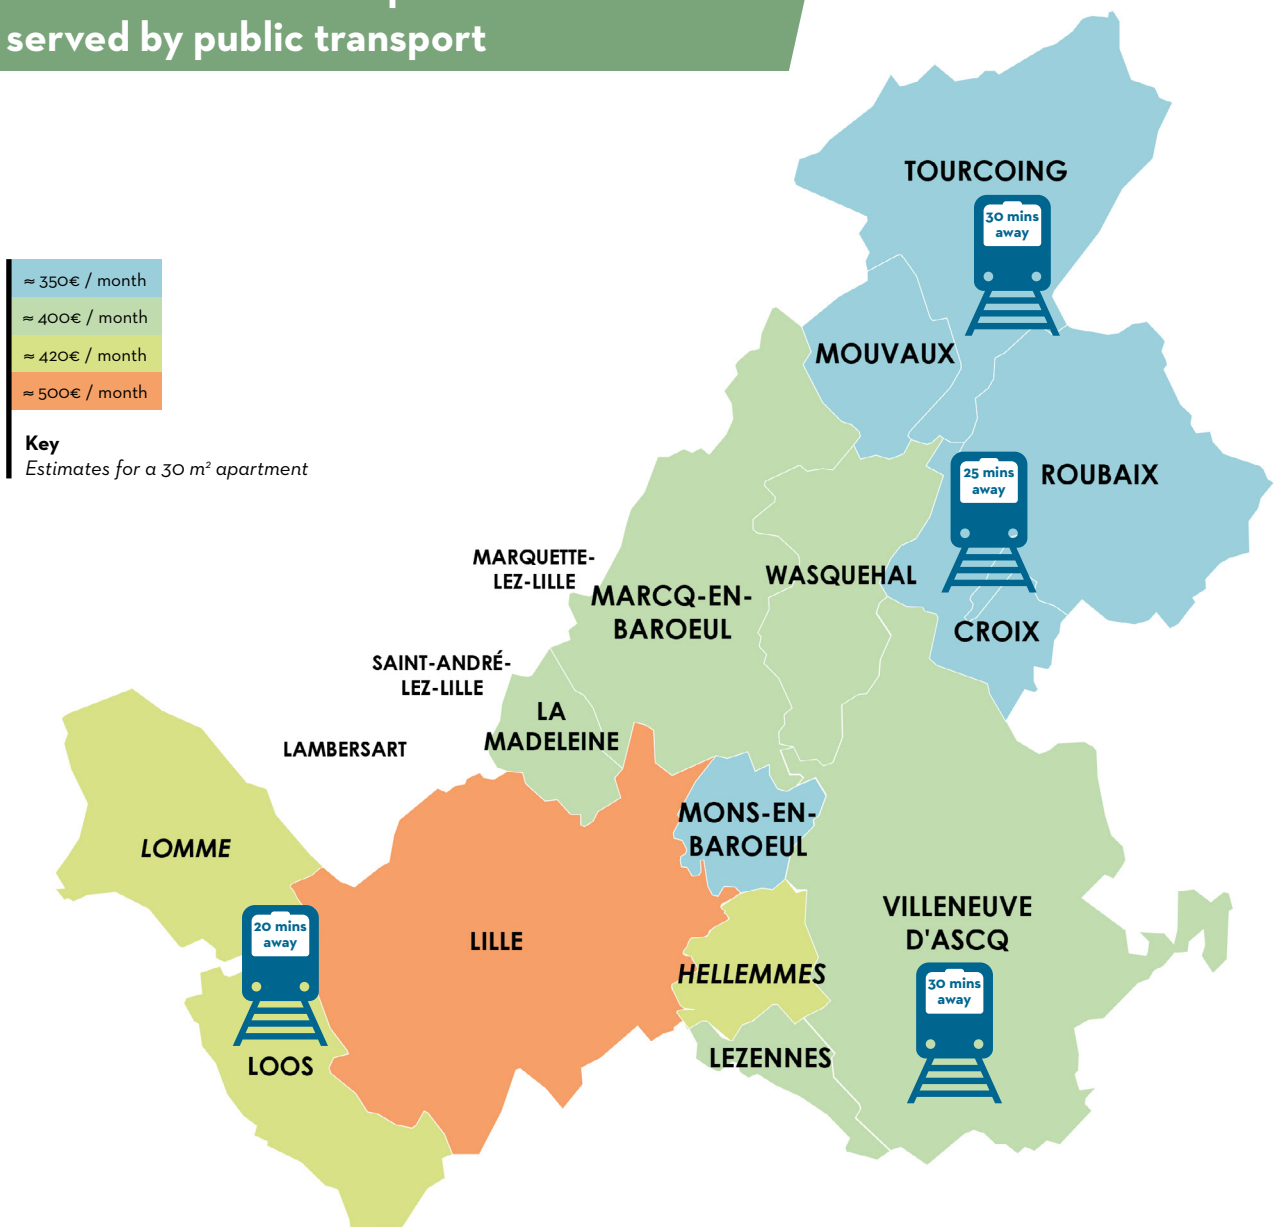 served by public transport
TOURCOING
30 mins
away
≈ 350€ / month
≈ 400€ / month
≈ 420€ / month
≈ 500€ / month
Key
Estimates for a 30 m² apartment
MOUVAUX
25 mins
away
ROUBAIX
MARQUETTE-
LEZ-LILLE
MARCQ-EN-
BAROEUL
WASQUEHAL
CROIX
SAINT-ANDRÉ-
LEZ-LILLE
LA
MADELEINE
LAMBERSART
MONS-EN-
BAROEUL
LOMME
20 mins
away
LILLE
VILLENEUVE
D'ASCQ
HELLEMMES
30 mins
away
LOOS
LEZENNES